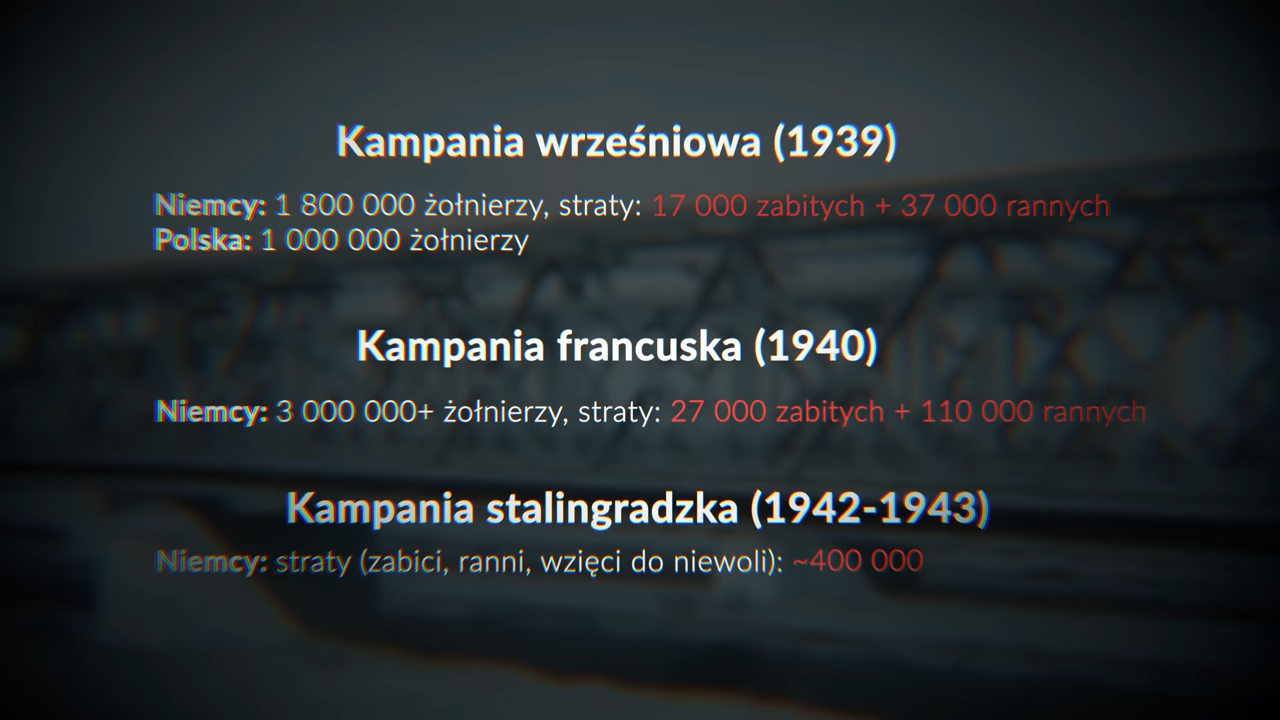 Kampania wrześniowa (1939)
Niemcy: 1 800 000 żołnierzy, straty: 17 000 zabitych + 37 000 rannych
Polska: 1 000 000 żołnierzy
Kampania francuska (1940)
Niemcy: 3 000 000+ żołnierzy, straty: 27 000 zabitych + 110 000 rannych
Kampania stalingradzka (1942-1943)
Niemcy: straty (zabici, ranni, wzięci do niewoli): ~400 000